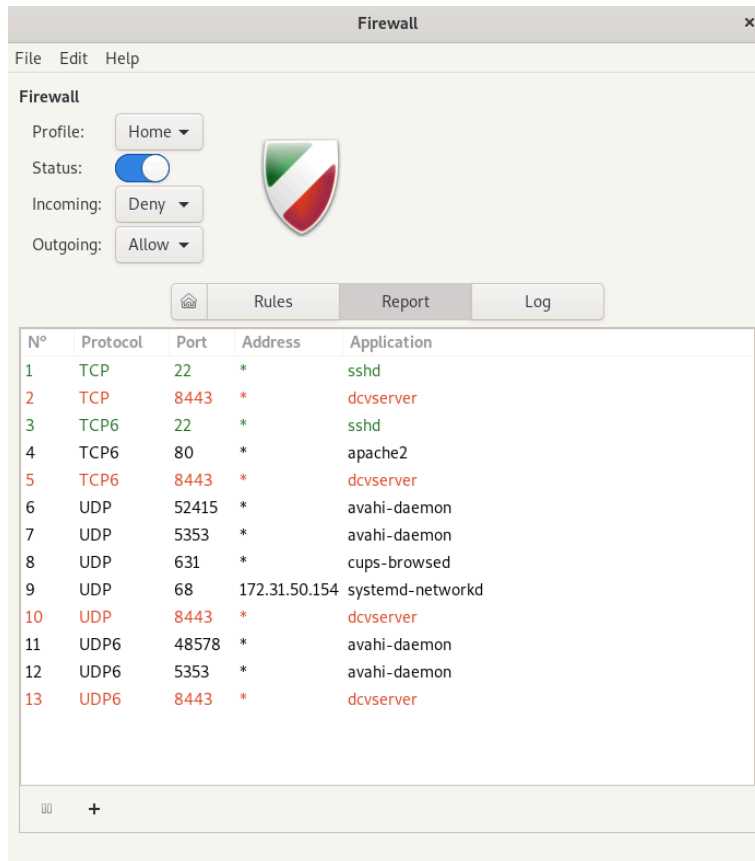 Firewall ×
File Edit Help
Firewall
Profile: Home
Status:
Incoming: Deny
Outgoing: Allow
Rules Report Log
Nº Protocol Port Address Application
1 TCP 22 * sshd
2 TCP 8443 * dcvserver
3 TCP6 22 * sshd
4 TCP6 80 * apache2
5 TCP6 8443 * dcvserver
6 UDP 52415 * avahi-daemon
7 UDP 5353 * avahi-daemon
8 UDP 631 * cups-browsed
9 UDP 68 172.31.50.154 systemd-networkd
10 UDP 8443 * dcvserver
11 UDP6 48578 * avahi-daemon
12 UDP6 5353 * avahi-daemon
13 UDP6 8443 * dcvserver
+